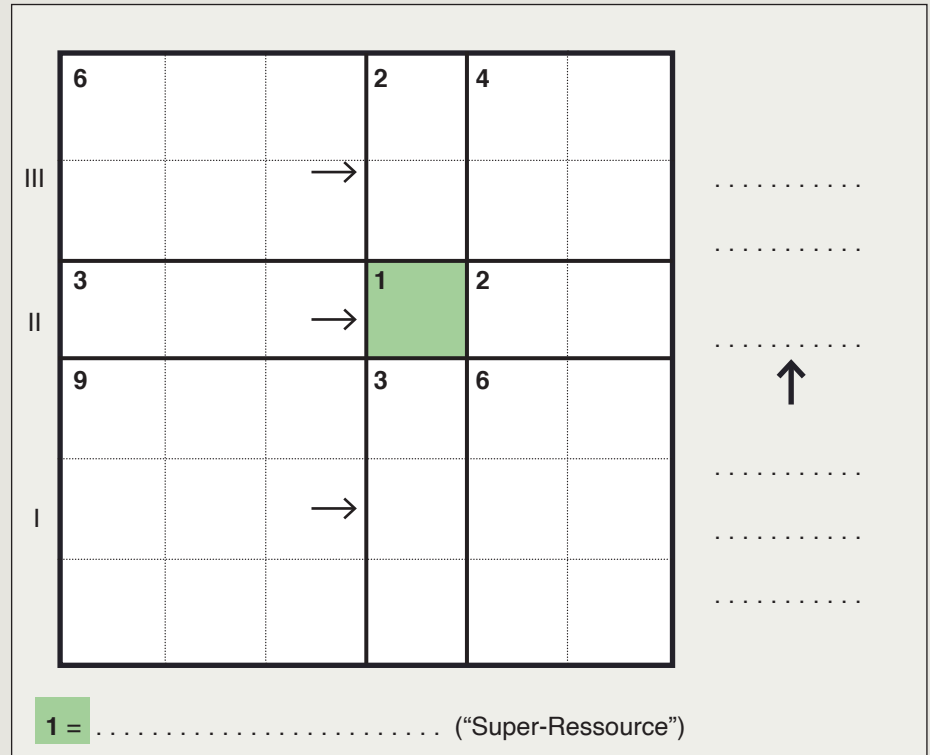 6 2 4
III →
. . . . . . . . . . .
. . . . . . . . . . .
3 1 2
II →
. . . . . . . . . . .
↑
9 3 6
. . . . . . . . . . .
I →
. . . . . . . . . . .
. . . . . . . . . . .
1 = . . . . . . . . . . . . . . . . . . . . . . . . . (“Super-Ressource”)